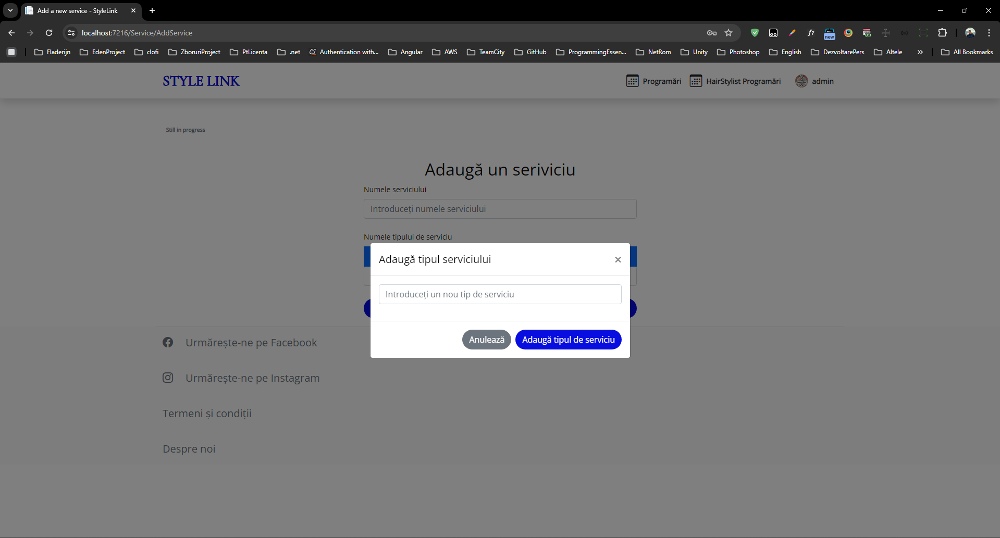 Add a new service - StyleLink
localhost:7216/Service/AddService
f?
new
Fladerijn
EdenProject
clofi
ZboruriProject
PtLicenta
.net
CS Authentication with...
Angular
AWS
TeamCity
GitHub
ProgrammingEssen...
NetRom
Unity
Photoshop
English
DezvoltarePers
Altele
All Bookmarks
STYLE LINK
Programări
HairStylist Programări
admin
Still in progress
Adaugă un seriviciu
Numele serviciului
Introduceți numele serviciului
Numele tipului de serviciu
Adaugă tipul serviciului
Introduceți un nou tip de serviciu
Anulează
Adaugă tipul de serviciu
Urmărește-ne pe Facebook
Urmărește-ne pe Instagram
Termeni și condiții
Despre noi